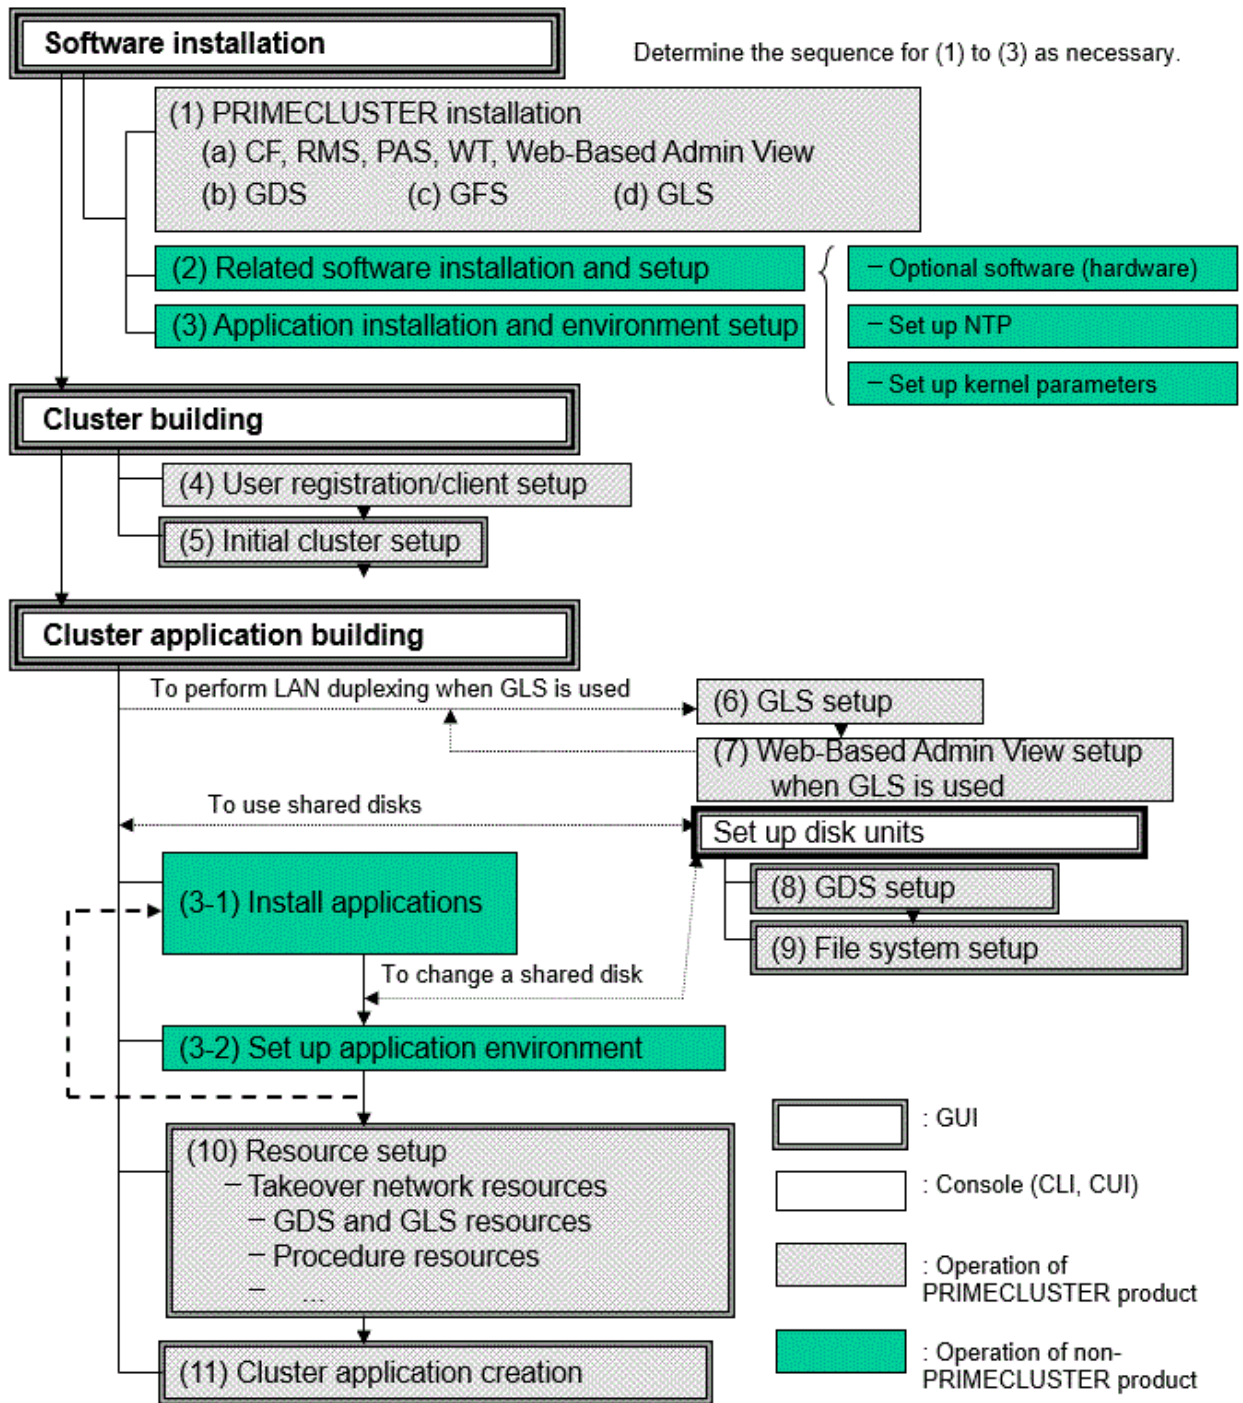 Software installation
Determine the sequence for (1) to (3) as necessary.
(1) PRIMECLUSTER installation
(a) CF, RMS, PAS, WT, Web-Based Admin View
(b) GDS (c) GFS (d) GLS
(2) Related software installation and setup
(3) Application installation and environment setup
– Optional software (hardware)
– Set up NTP
– Set up kernel parameters
Cluster building
(4) User registration/client setup
(5) Initial cluster setup
Cluster application building
To perform LAN duplexing when GLS is used
(6) GLS setup
(7) Web-Based Admin View setup
when GLS is used
To use shared disks
Set up disk units
(8) GDS setup
(9) File system setup
(3-1) Install applications
To change a shared disk
(3-2) Set up application environment
(10) Resource setup
– Takeover network resources
– GDS and GLS resources
– Procedure resources
– ...
(11) Cluster application creation
: GUI
: Console (CLI, CUI)
: Operation of
PRIMECLUSTER product
: Operation of non-
PRIMECLUSTER product